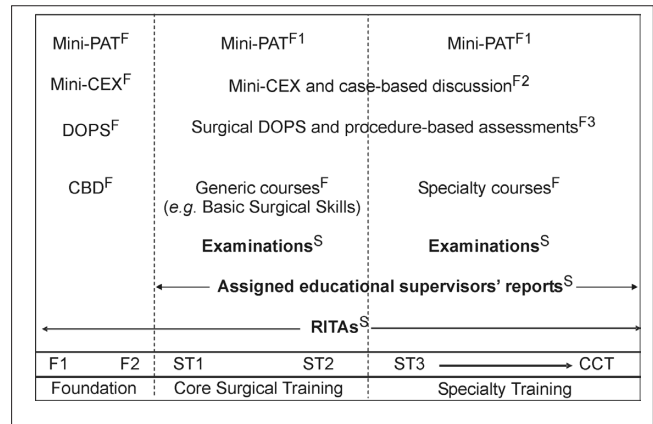 Mini-PATF Mini-PATF1 Mini-PATF1
Mini-CEXF Mini-CEX and case-based discussionF2
DOPSF Surgical DOPS and procedure-based assessmentsF3
CBDF Generic coursesF Specialty coursesF
(e.g. Basic Surgical Skills)
ExaminationsS ExaminationsS
Assigned educational supervisors' reportsS
RITAsS
F1 F2 ST1 ST2 ST3 CCT
Foundation Core Surgical Training Specialty Training